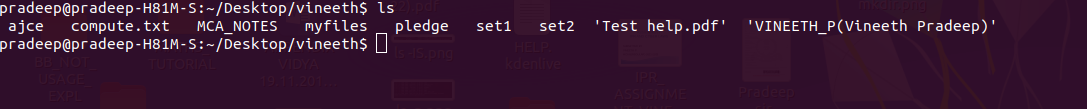 pradeep@pradeep-H81M-S:~/Desktop/vineeth$ ls
ajce compute.txt MCA_NOTES myfiles pledge set1 set2 'Test help.pdf' 'VINEETH_P(Vineeth Pradeep)'
pradeep@pradeep-H81M-S:~/Desktop/vineeth$